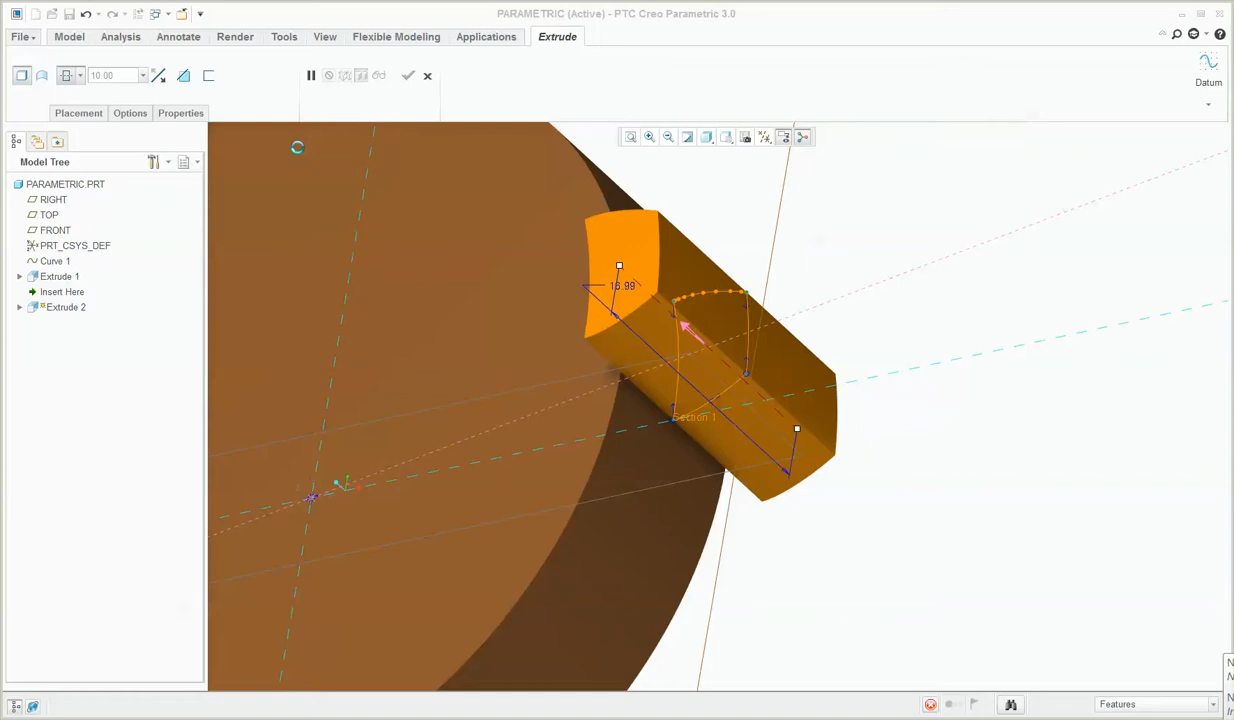 PARAMETRIC (Active) - PTC Creo Parametric 3.0
File Model Analysis Annotate Render Tools View Flexible Modeling Applications Extrude
10.00
Datum
Placement Options Properties
Model Tree
PARAMETRIC.PRT
RIGHT
TOP
FRONT
PRT_CSYS_DEF
Curve 1
Extrude 1
Insert Here
Extrude 2
Section 1
Features